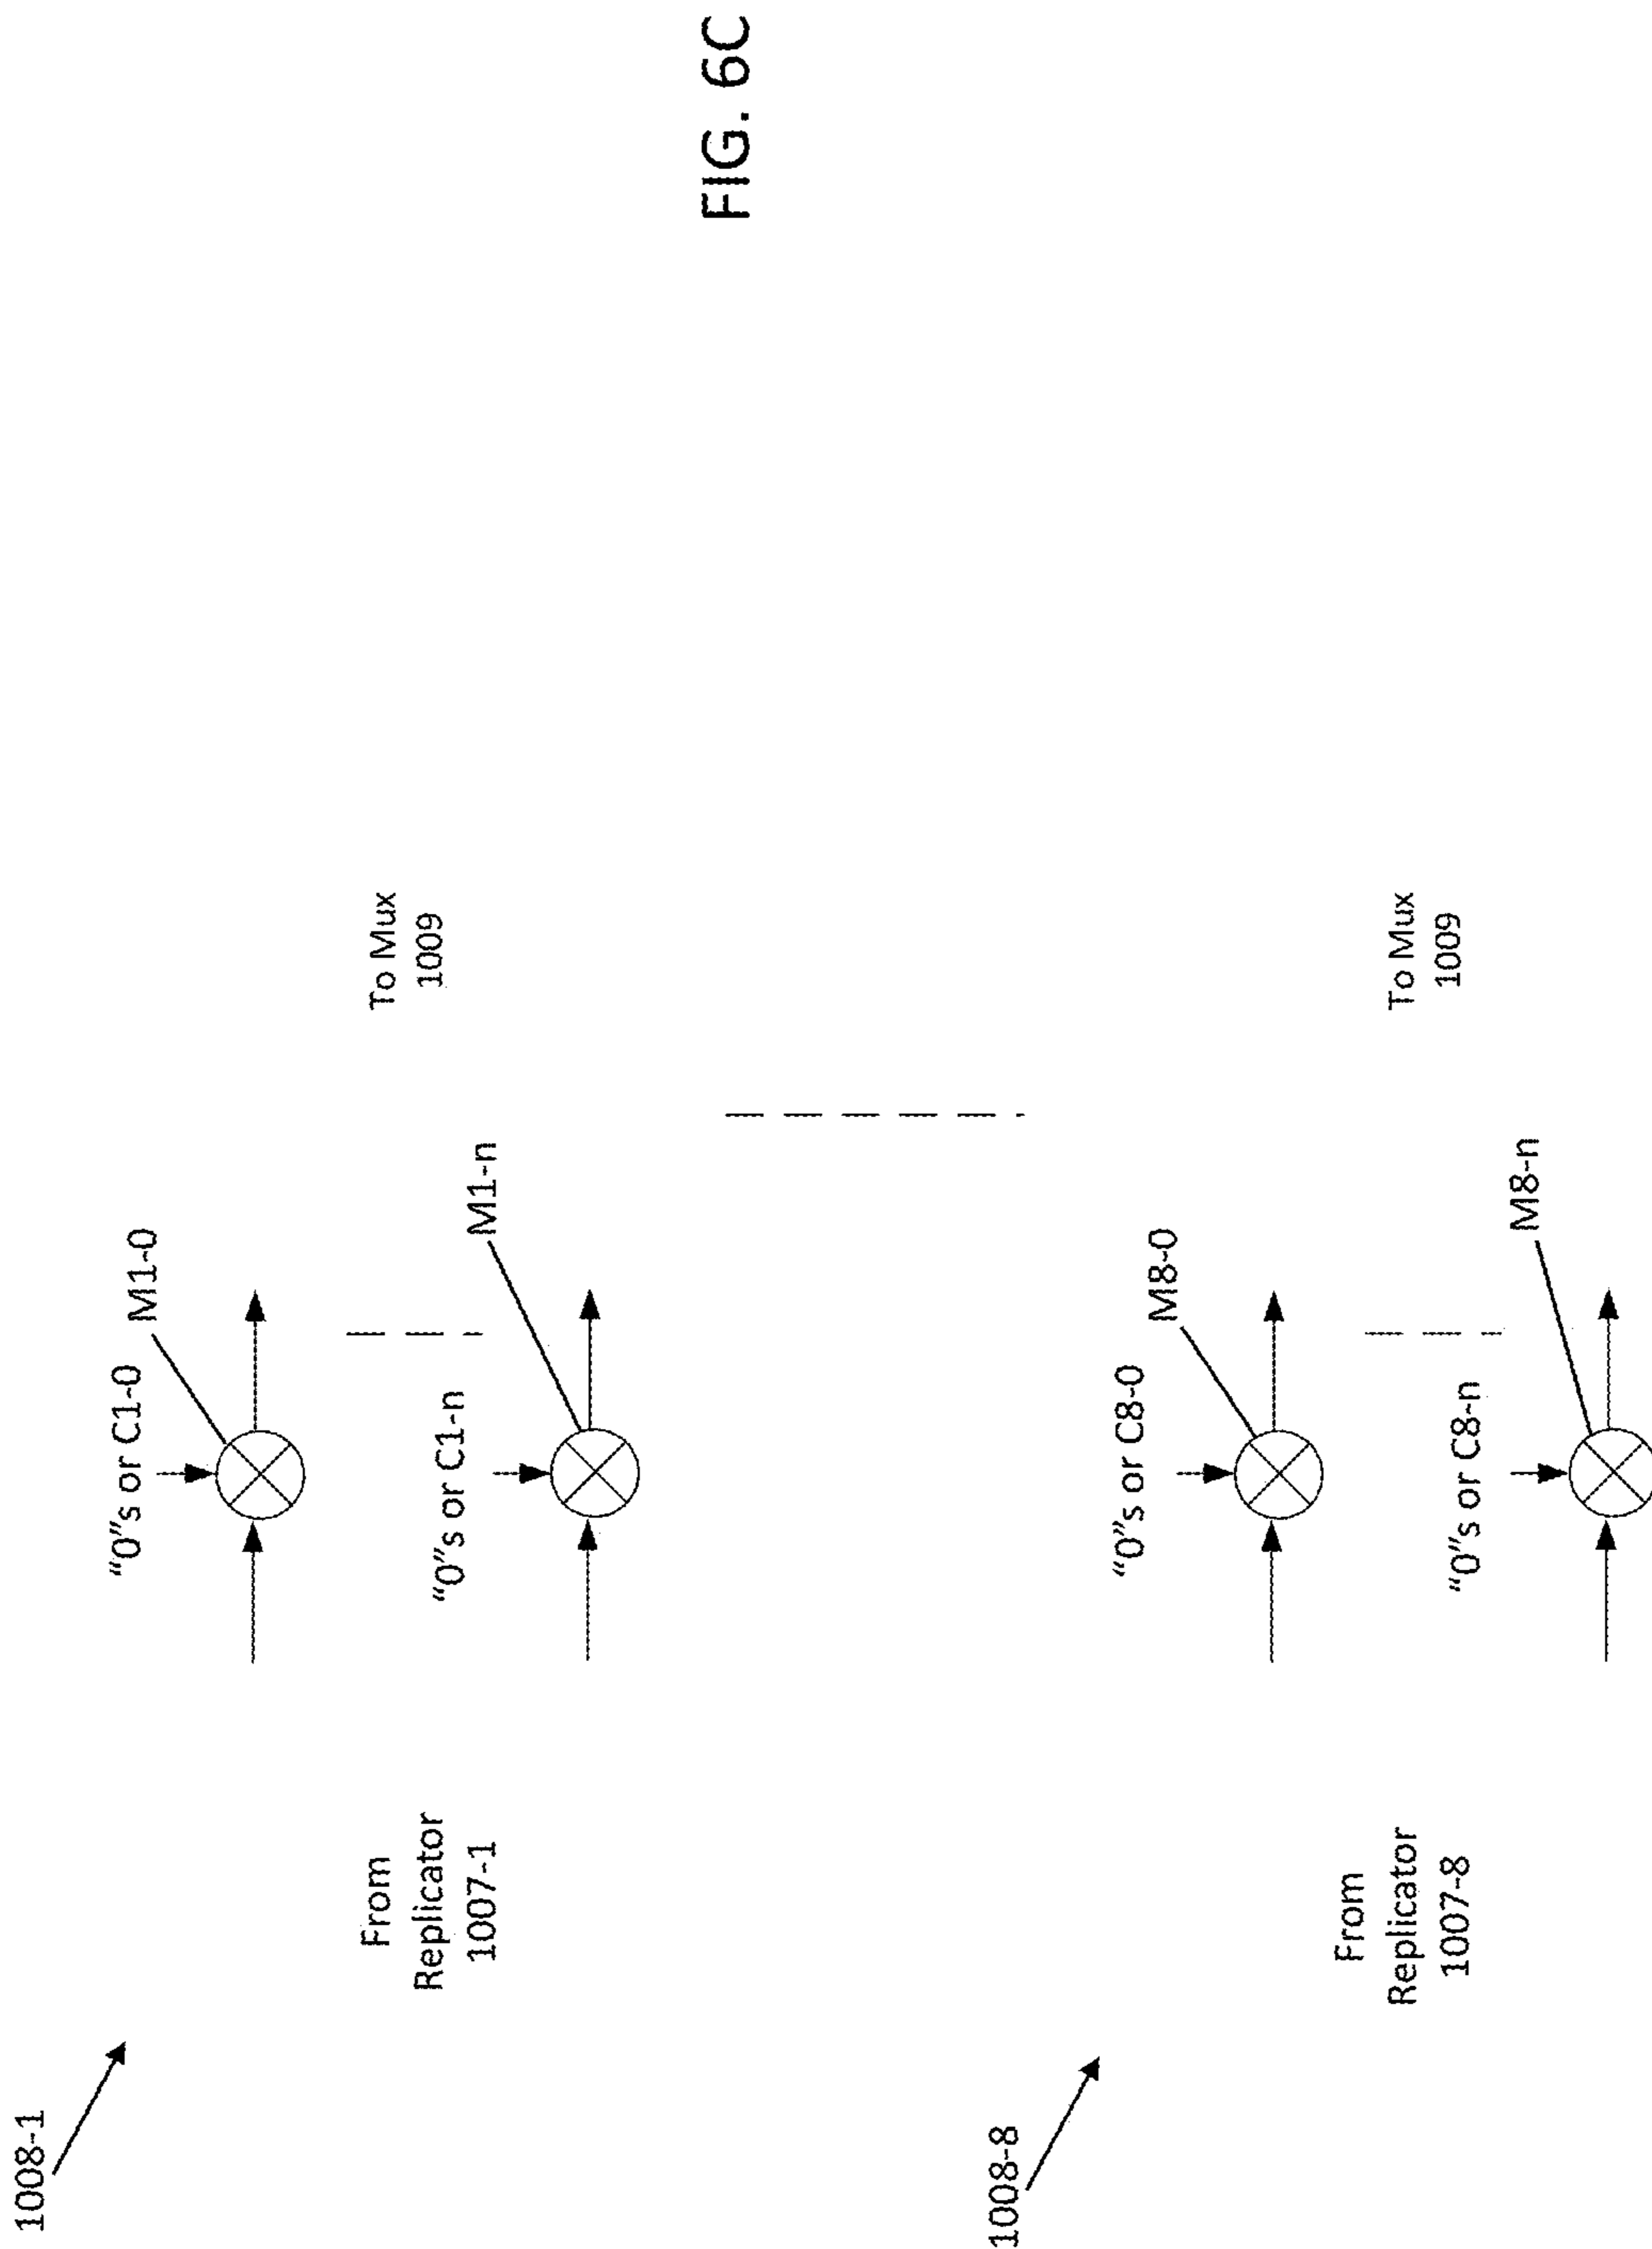 1008-1
"0"s or C1-0
M1-0
From
Replicator
1007-1
"0"s or C1-n
M1-n
To Mux
1009
FIG. 6C
1008-8
"0"s or C8-0
M8-0
From
Replicator
1007-8
"0"s or C8-n
M8-n
To Mux
1009